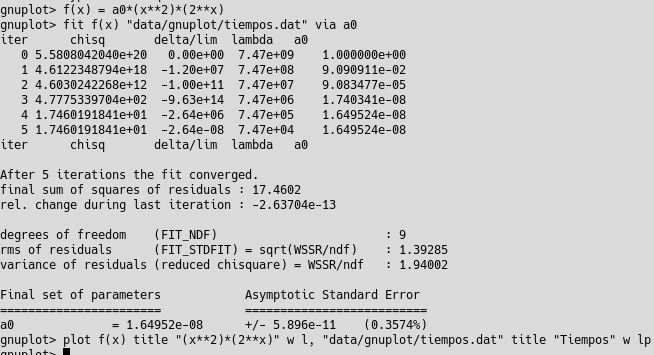 gnuplot> f(x) = a0*(x**2)*(2**x)
gnuplot> fit f(x) "data/gnuplot/tiempos.dat" via a0
iter      chisq       delta/lim  lambda   a0
   0 5.5808042040e+20   0.00e+00  7.47e+09    1.000000e+00
   1 4.6122348794e+18  -1.20e+07  7.47e+08    9.090911e-02
   2 4.6030242268e+12  -1.00e+11  7.47e+07    9.083477e-05
   3 4.7775339704e+02  -9.63e+14  7.47e+06    1.740341e-08
   4 1.7460191841e+01  -2.64e+06  7.47e+05    1.649524e-08
   5 1.7460191841e+01  -2.64e-08  7.47e+04    1.649524e-08
iter      chisq       delta/lim  lambda   a0
After 5 iterations the fit converged.
final sum of squares of residuals : 17.4602
rel. change during last iteration : -2.63704e-13
degrees of freedom    (FIT_NDF)                        : 9
rms of residuals      (FIT_STDFIT) = sqrt(WSSR/ndf)    : 1.39285
variance of residuals (reduced chisquare) = WSSR/ndf   : 1.94002
Final set of parameters            Asymptotic Standard Error
=======================            ==========================
a0              = 1.64952e-08      +/- 5.896e-11    (0.3574%)
gnuplot> plot f(x) title "(x**2)*(2**x)" w l, "data/gnuplot/tiempos.dat" title "Tiempos" w lp
gnuplot>